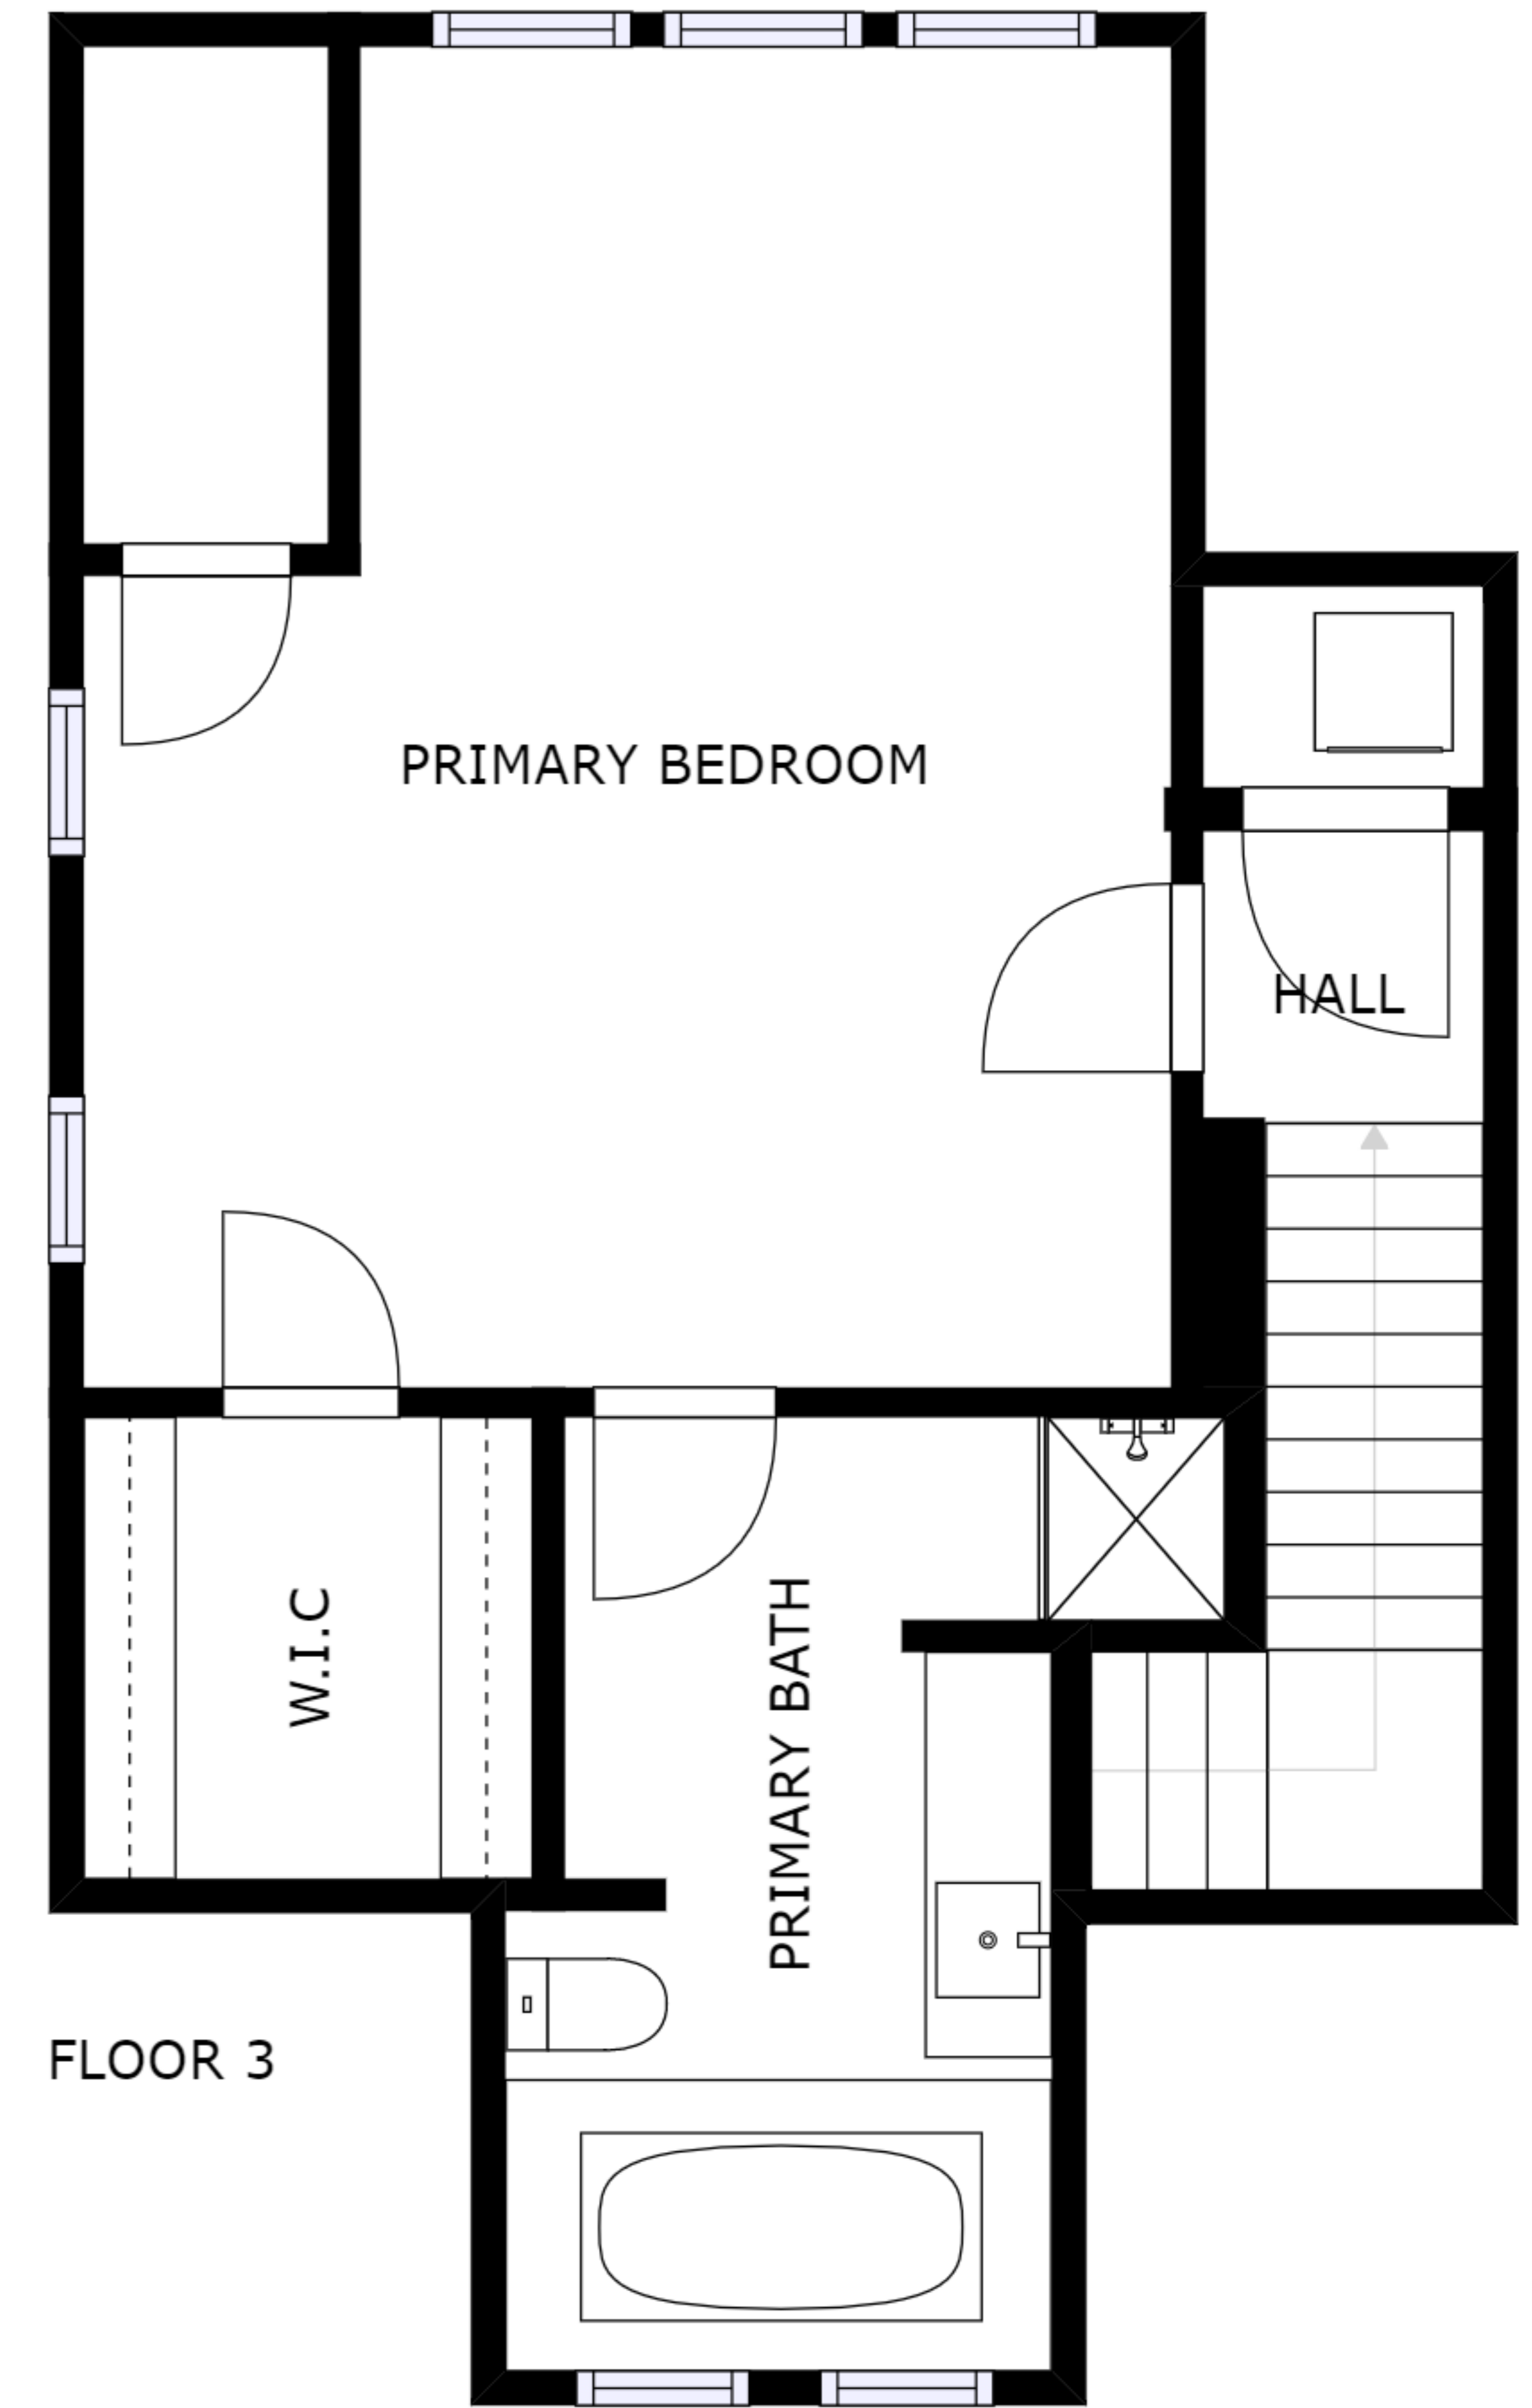 PRIMARY BEDROOM
HALL
W.I.C
PRIMARY BATH
FLOOR 3